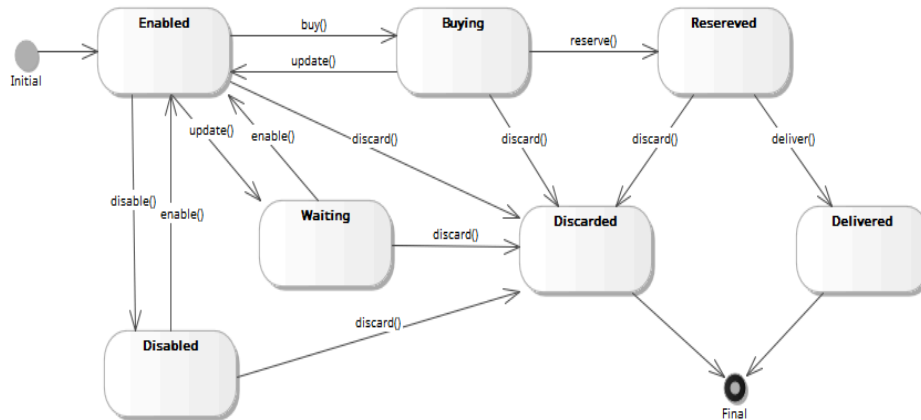 Enabled
buy()
Buying
Resereved
reserve()
update()
Initial
update()
enable()
discard()
discard()
discard()
deliver()
disable()
enable()
Waiting
Discarded
Delivered
discard()
discard()
Disabled
Final